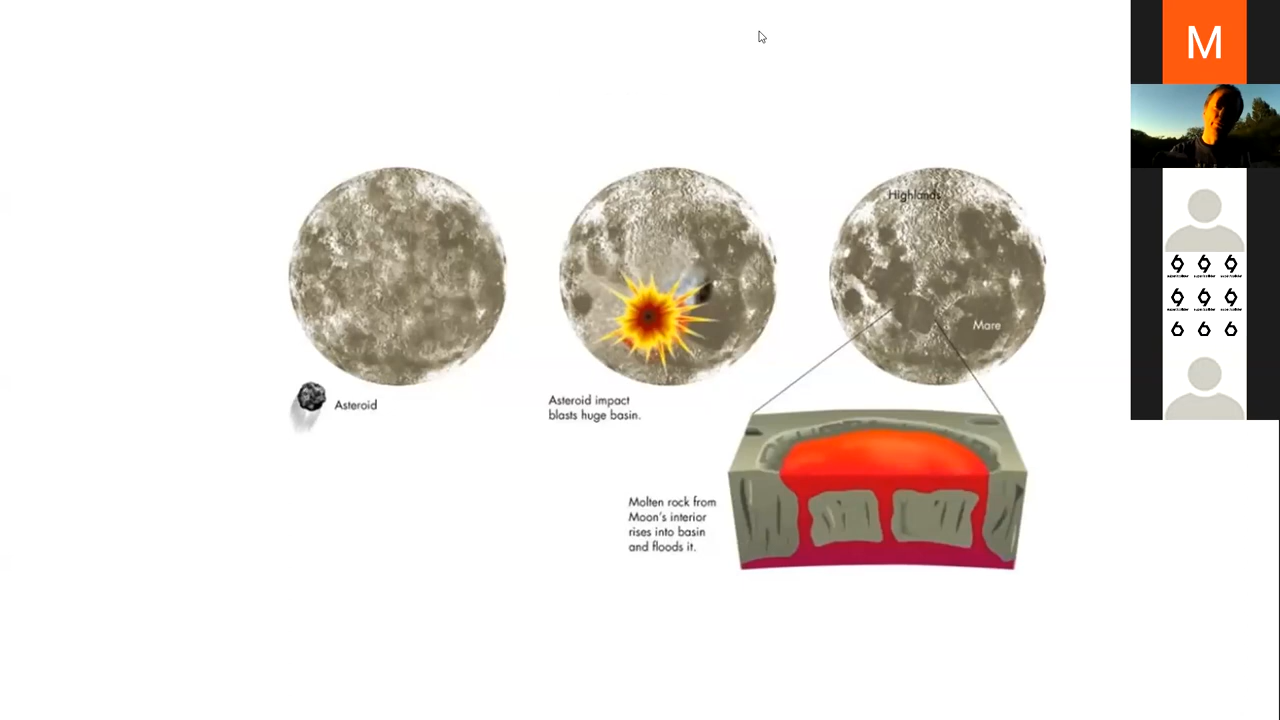 M
Highlands
Mare
Asteroid
Asteroid impact
blasts huge basin.
Molten rock from
Moon's interior
rises into basin
and floods it.